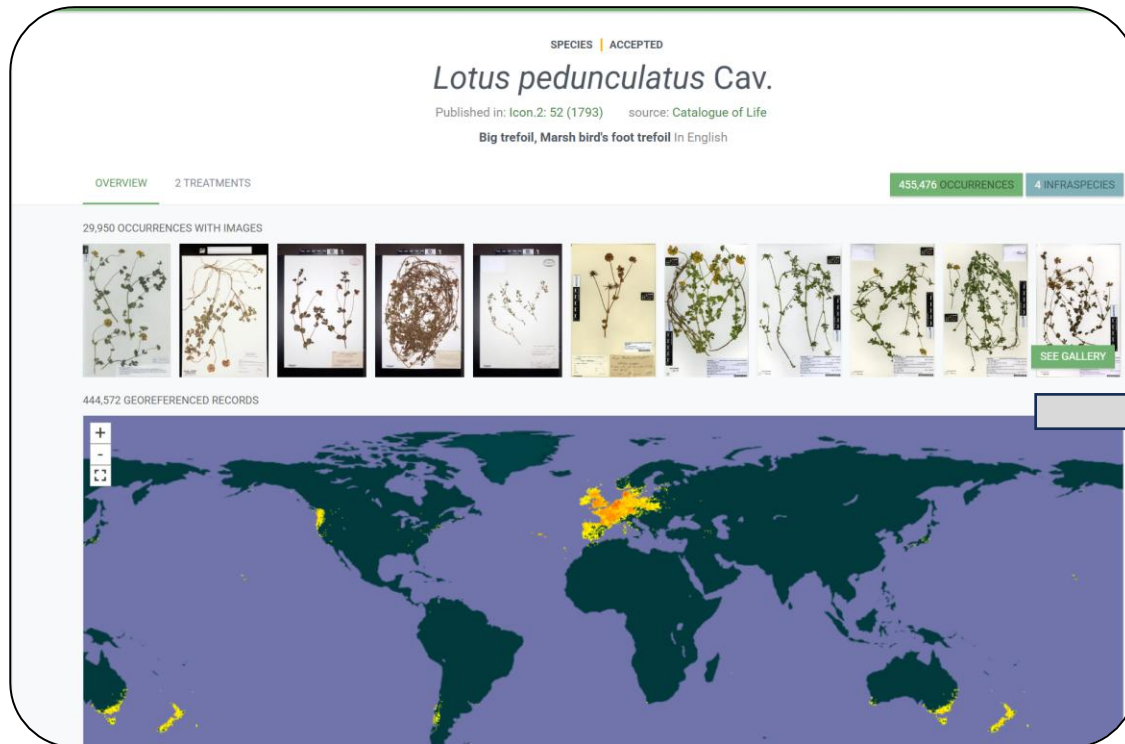 SPECIES | ACCEPTED
Lotus pedunculatus Cav.
Published in: Icon.2: 52 (1793) source: Catalogue of Life
Big trefoil, Marsh bird's foot trefoil In English
OVERVIEW 2 TREATMENTS 455,476 OCCURRENCES 4 INFRASPECIES
29,950 OCCURRENCES WITH IMAGES
SEE GALLERY
444,572 GEOREFERENCED RECORDS
+
-